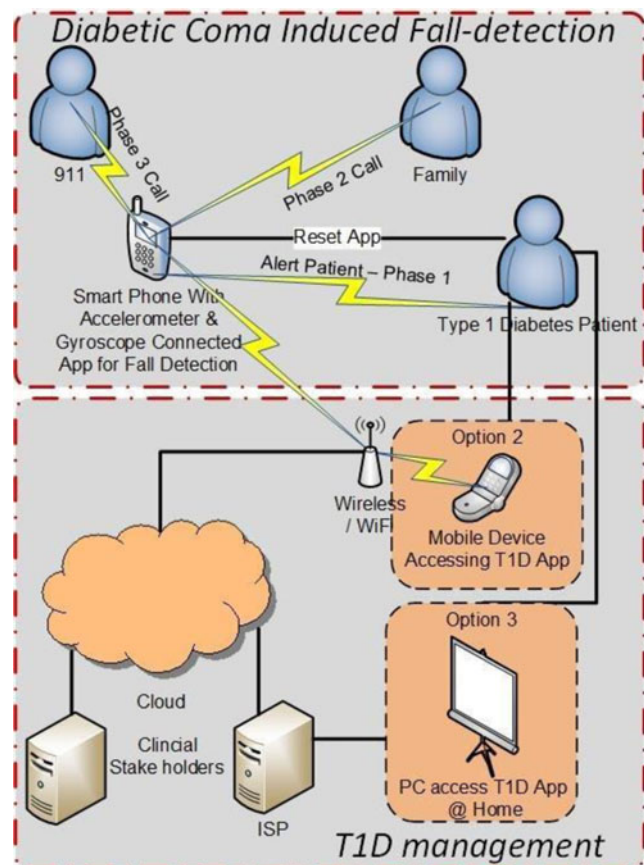 Diabetic Coma Induced Fall-detection
911
Phase 3 Call
Phase 2 Call
Family
Reset App
Alert Patient – Phase 1
Smart Phone With
Accelerometer &
Gyroscope Connected
App for Fall Detection
Type 1 Diabetes Patient
Option 2
Wireless
/ WiFi
Mobile Device
Accessing T1D App
Option 3
Cloud
Clincial
Stake holders
ISP
PC access T1D App
@ Home
T1D management